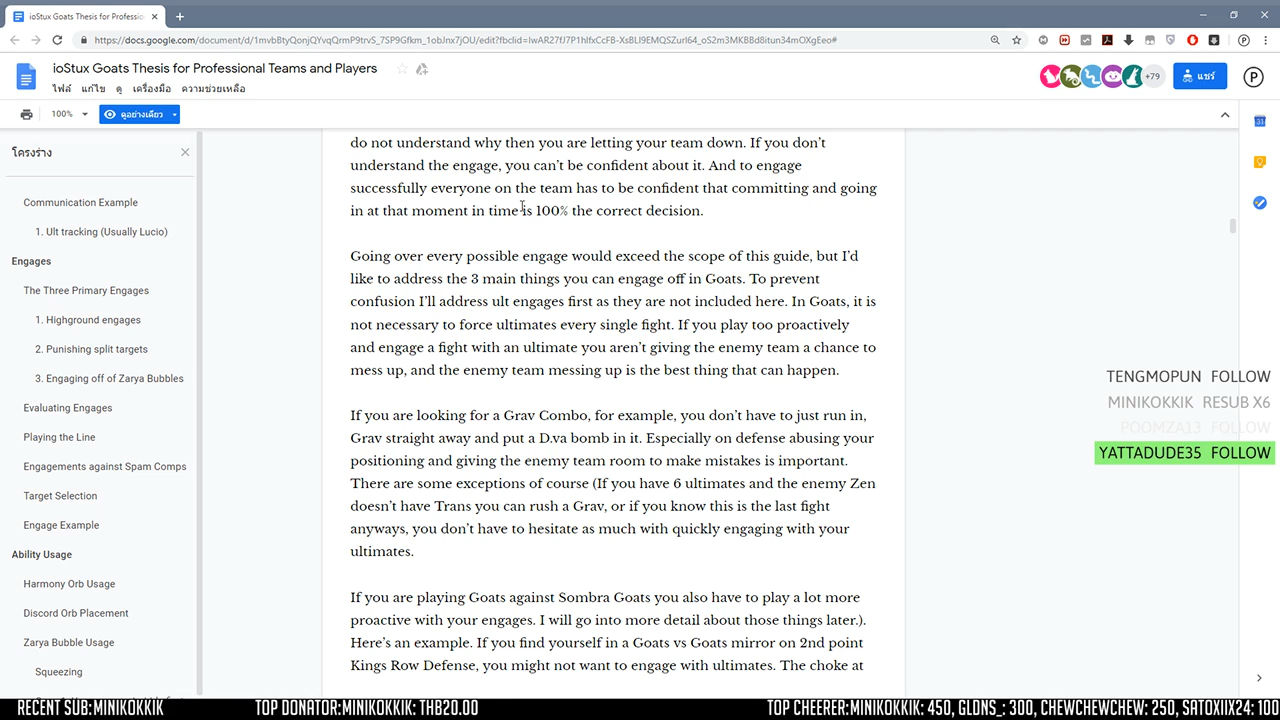 ioStux Goats Thesis for Professio
https://docs.google.com/document/d/1mvbBtyQonjQYvqQrmP9trvS_7SP9Gfkm_1obJnx7jOU/edit?fbclid=IwAR27fJ7P1hIfxCcFB-XsBLl9EMQSZurl64_oS2m3MKBBd8itun34mOXgEeo#
ioStux Goats Thesis for Professional Teams and Players
ไฟล์ แก้ไข ดู เครื่องมือ ความช่วยเหลือ
+79
แชร์
P
100%
ดูอย่างเดียว
โครงร่าง
Communication Example
1. Ult tracking (Usually Lucio)
Engages
The Three Primary Engages
1. Highground engages
2. Punishing split targets
3. Engaging off of Zarya Bubbles
Evaluating Engages
Playing the Line
Engagements against Spam Comps
Target Selection
Engage Example
Ability Usage
Harmony Orb Usage
Discord Orb Placement
Zarya Bubble Usage
Squeezing
do not understand why then you are letting your team down. If you don't
understand the engage, you can't be confident about it. And to engage
successfully everyone on the team has to be confident that committing and going
in at that moment in time is 100% the correct decision.
Going over every possible engage would exceed the scope of this guide, but I'd
like to address the 3 main things you can engage off in Goats. To prevent
confusion I'll address ult engages first as they are not included here. In Goats, it is
not necessary to force ultimates every single fight. If you play too proactively
and engage a fight with an ultimate you aren't giving the enemy team a chance to
mess up, and the enemy team messing up is the best thing that can happen.
If you are looking for a Grav Combo, for example, you don't have to just run in,
Grav straight away and put a D.va bomb in it. Especially on defense abusing your
positioning and giving the enemy team room to make mistakes is important.
There are some exceptions of course (If you have 6 ultimates and the enemy Zen
doesn't have Trans you can rush a Grav, or if you know this is the last fight
anyways, you don't have to hesitate as much with quickly engaging with your
ultimates.
If you are playing Goats against Sombra Goats you also have to play a lot more
proactive with your engages. I will go into more detail about those things later.).
Here's an example. If you find yourself in a Goats vs Goats mirror on 2nd point
Kings Row Defense, you might not want to engage with ultimates. The choke at
TENGMOPUN FOLLOW
MINIKOKKIK RESUB X6
POOMZA13 FOLLOW
YATTADUDE35 FOLLOW
RECENT SUB:MINIKOKKIK TOP DONATOR:MINIKOKKIK: THB20.00 TOP CHEERER:MINIKOKKIK: 450, GLDNS_: 300, CHEWCHEWCHEW: 250, SATOXIIX24: 100